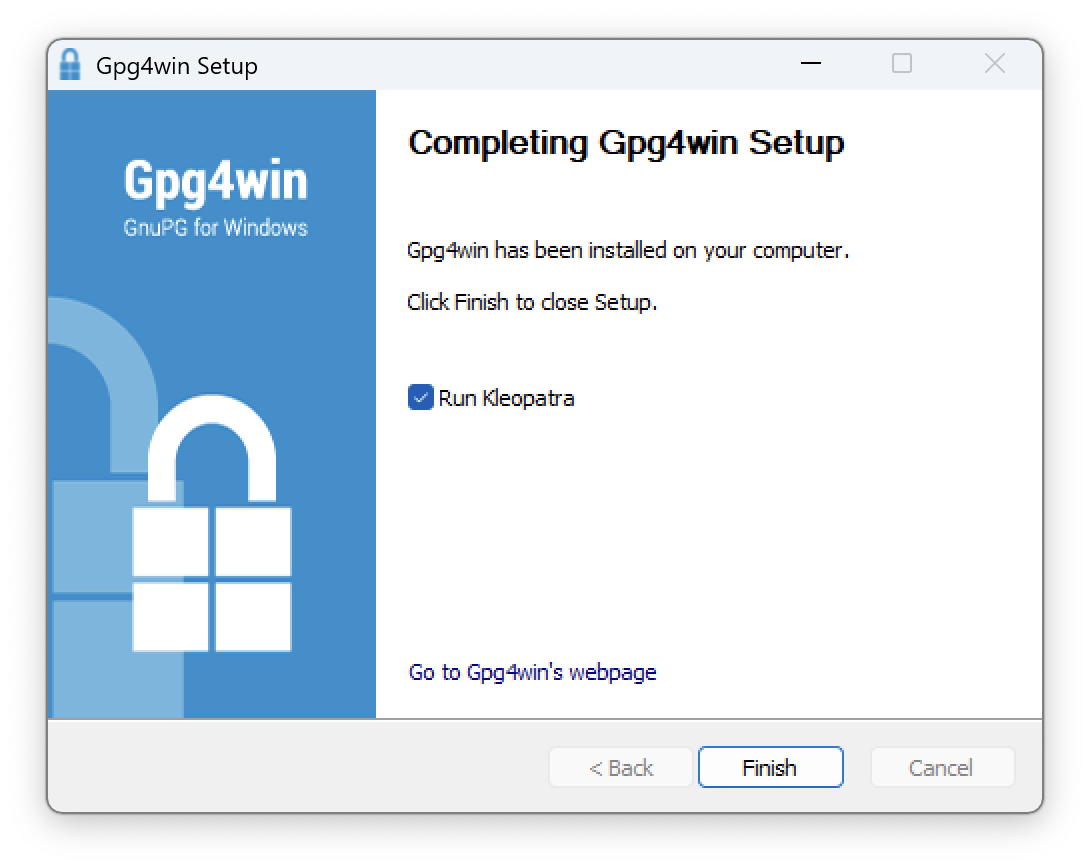 Gpg4win Setup
Gpg4win
GnuPG for Windows
Completing Gpg4win Setup
Gpg4win has been installed on your computer.
Click Finish to close Setup.
Run Kleopatra
Go to Gpg4win's webpage
< Back
Finish
Cancel